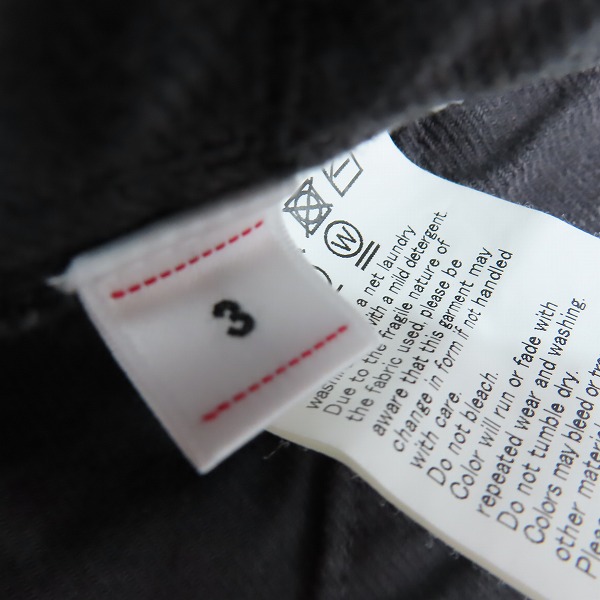 3
W
a net laundry
with a mild detergent.
Due to the fragile nature of
the fabric used, please be
aware that this garment may
change in form if not handled
with care.
Do not bleach.
Color will run or fade with
repeated wear and washing.
Do not tumble dry.
Colors may bleed or
other